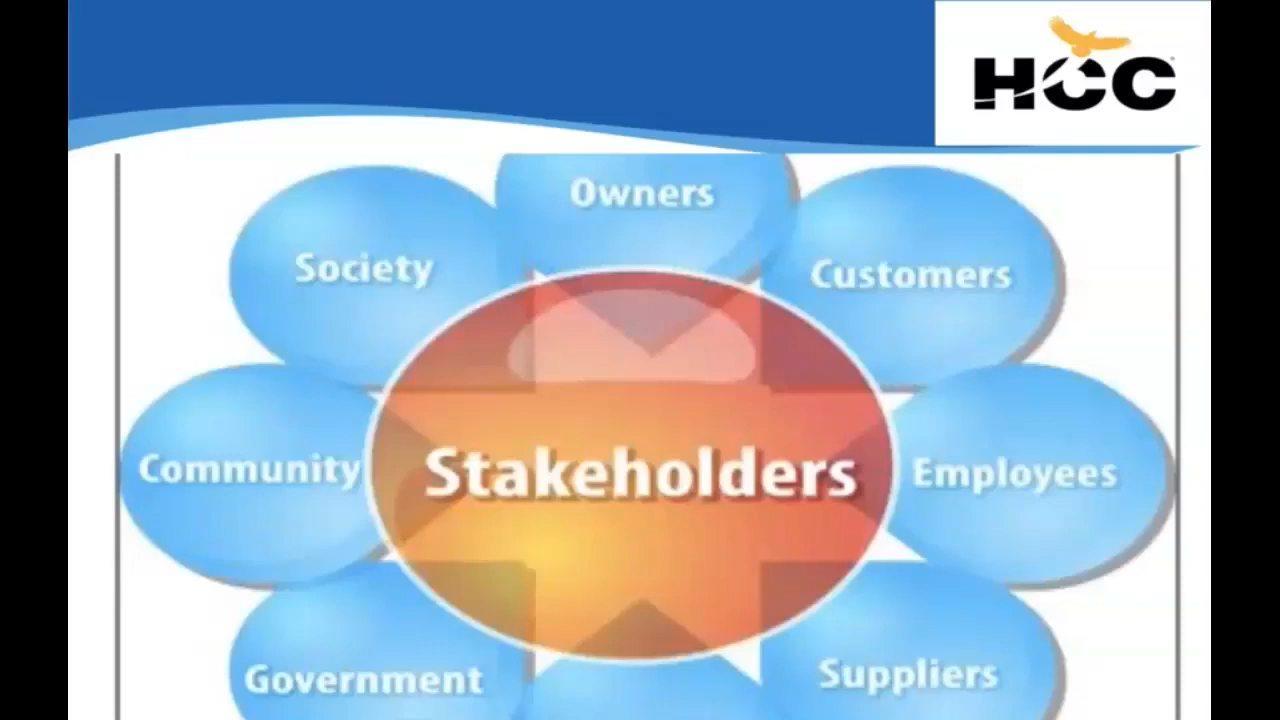 HCC
Owners
Society
Customers
Community
Stakeholders
Employees
Government
Suppliers